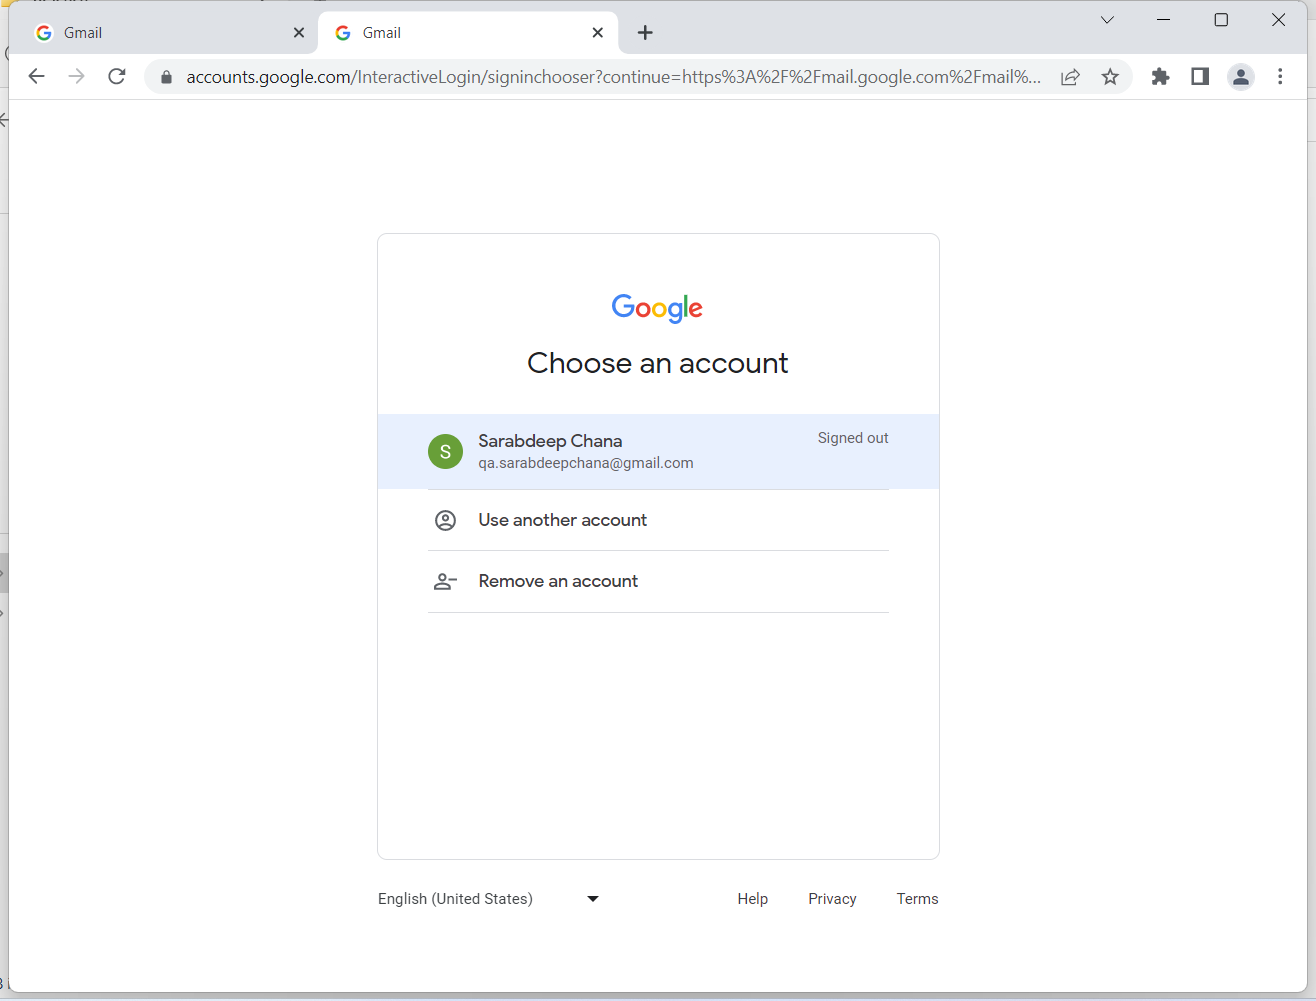 Gmail
Gmail
accounts.google.com/InteractiveLogin/signinchooser?continue=https%3A%2F%2Fmail.google.com%2Fmail%...
Google
Choose an account
S
Sarabdeep Chana
Signed out
qa.sarabdeepchana@gmail.com
Use another account
Remove an account
English (United States)
Help
Privacy
Terms